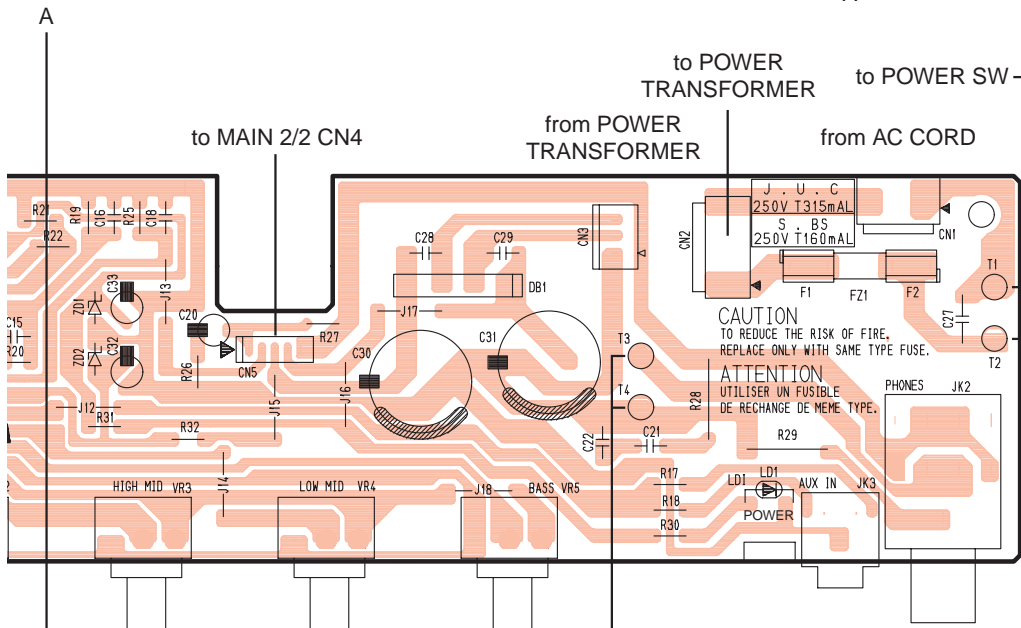 A
to POWER
TRANSFORMER
to POWER SW
to MAIN 2/2 CN4
from POWER
TRANSFORMER
from AC CORD
J . U . C
250V T315mAL
S . BS
250V T160mAL
R21
R22
R19
C16
R25
C18
C28
C29
CN3
CN2
CN1
DB1
T1
F1
FZ1
F2
ZD1
C33
J13
C20
J17
C27
CAUTION
TO REDUCE THE RISK OF FIRE.
REPLACE ONLY WITH SAME TYPE FUSE.
C15
R20
ZD2
C32
R26
CN5
R27
C30
C31
T3
T2
ATTENTION
UTILISER UN FUSIBLE
DE RECHANGE DE MEME TYPE.
T4
PHONES
JK2
J12
R31
J15
J16
R28
R32
C22
C21
R29
J14
R17
LDI
LD1
AUX IN
JK3
HIGH MID VR3
LOW MID VR4
J18
BASS VR5
R18
POWER
R30